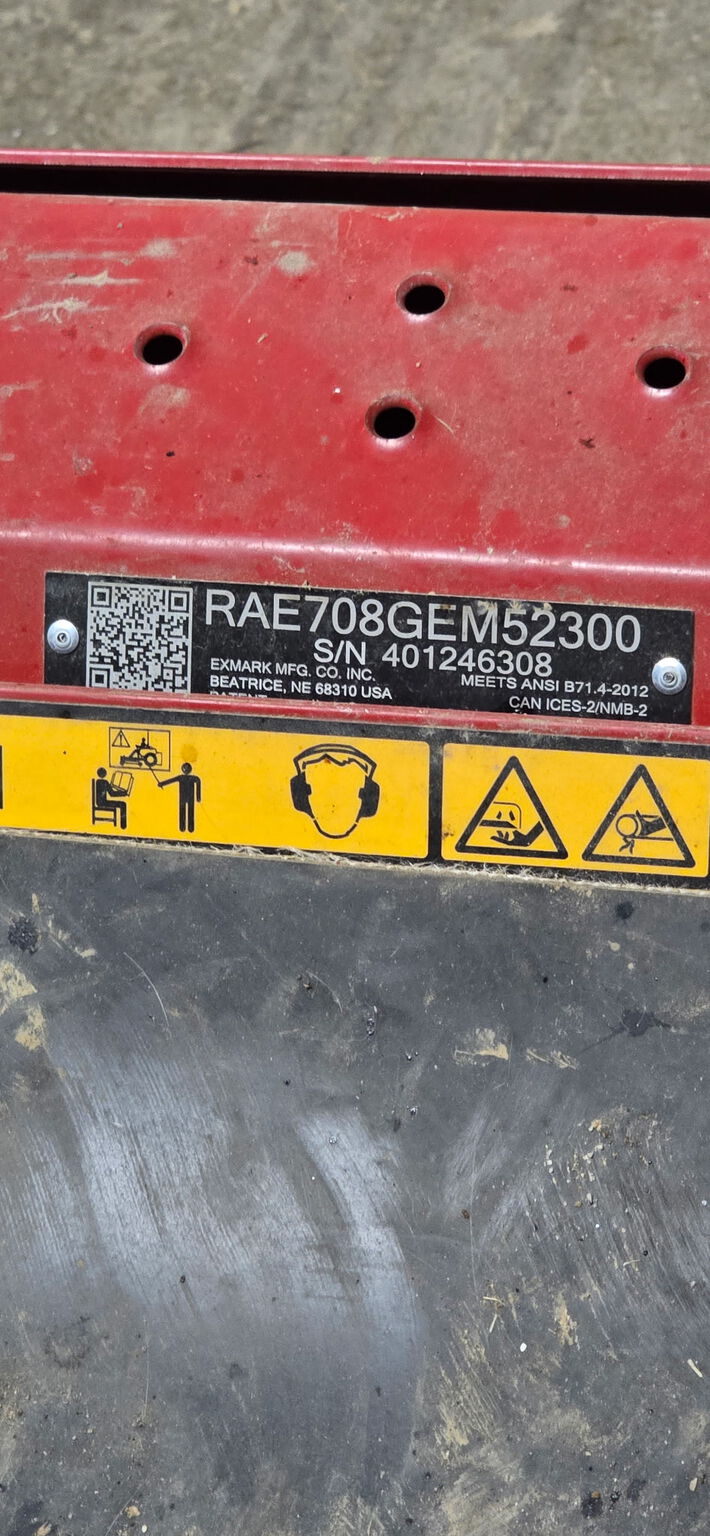 RAE708GEM52300
S/N 401246308
EXMARK MFG. CO. INC.
BEATRICE, NE 68310 USA
MEETS ANSI B71.4-2012
CAN ICES-2/NMB-2